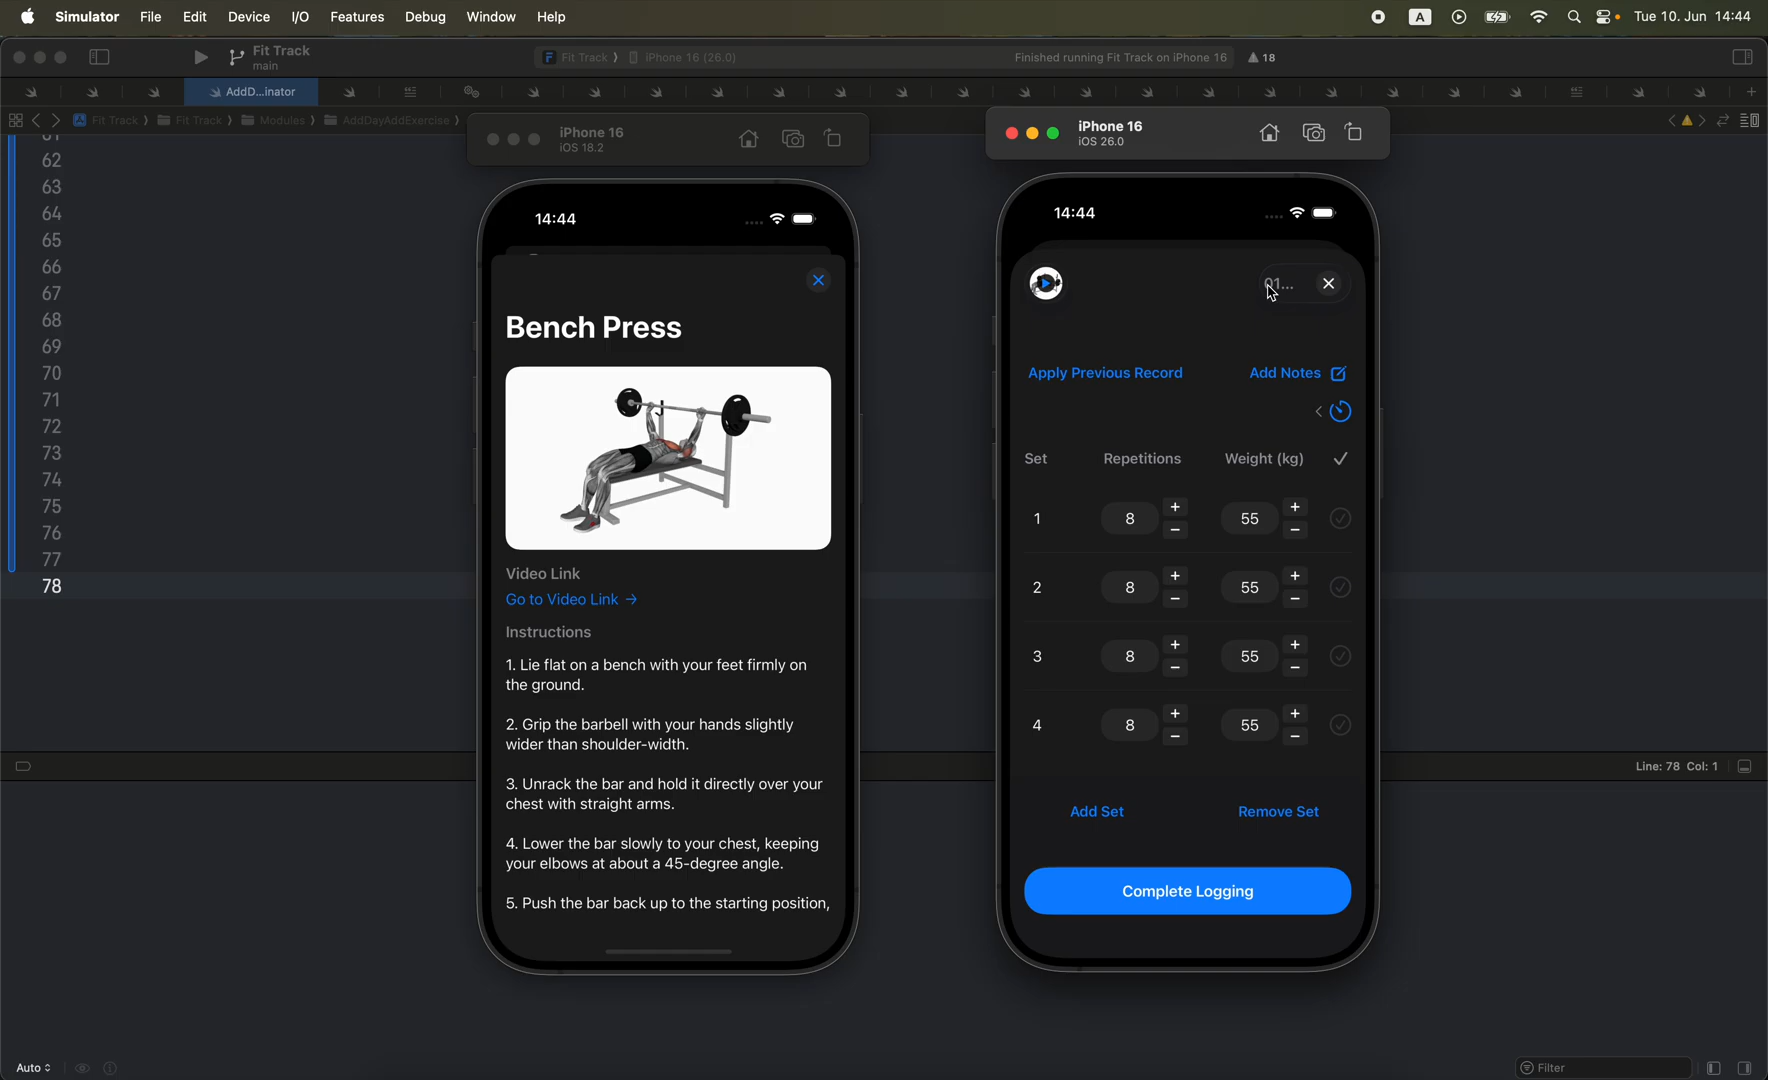 Simulator File Edit Device I/O Features Debug Window Help A Tue 10. Jun 14:44
Fit Track
main
Fit Track iPhone 16 (26.0) Finished running Fit Track on iPhone 16 18
AddD...inator
Fit Track Fit Track Modules AddDayAddExercise
62
63
64
65
66
67
68
69
70
71
72
73
74
75
76
77
78
iPhone 16
iOS 18.2
14:44
Bench Press
Video Link
Go to Video Link →
Instructions
1. Lie flat on a bench with your feet firmly on
the ground.
2. Grip the barbell with your hands slightly
wider than shoulder-width.
3. Unrack the bar and hold it directly over your
chest with straight arms.
4. Lower the bar slowly to your chest, keeping
your elbows at about a 45-degree angle.
5. Push the bar back up to the starting position,
iPhone 16
iOS 26.0
14:44
01...
Apply Previous Record Add Notes
Set Repetitions Weight (kg)
1 8 + − 55 + −
2 8 + − 55 + −
3 8 + − 55 + −
4 8 + − 55 + −
Add Set Remove Set
Complete Logging
Line: 78 Col: 1
Auto Filter